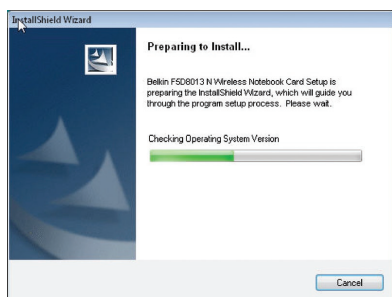 InstallShield Wizard
Preparing to Install...
Belkin F5D8013 N Wireless Notebook Card Setup is
preparing the InstallShield Wizard, which will guide you
through the program setup process. Please wait.
Checking Operating System Version
Cancel